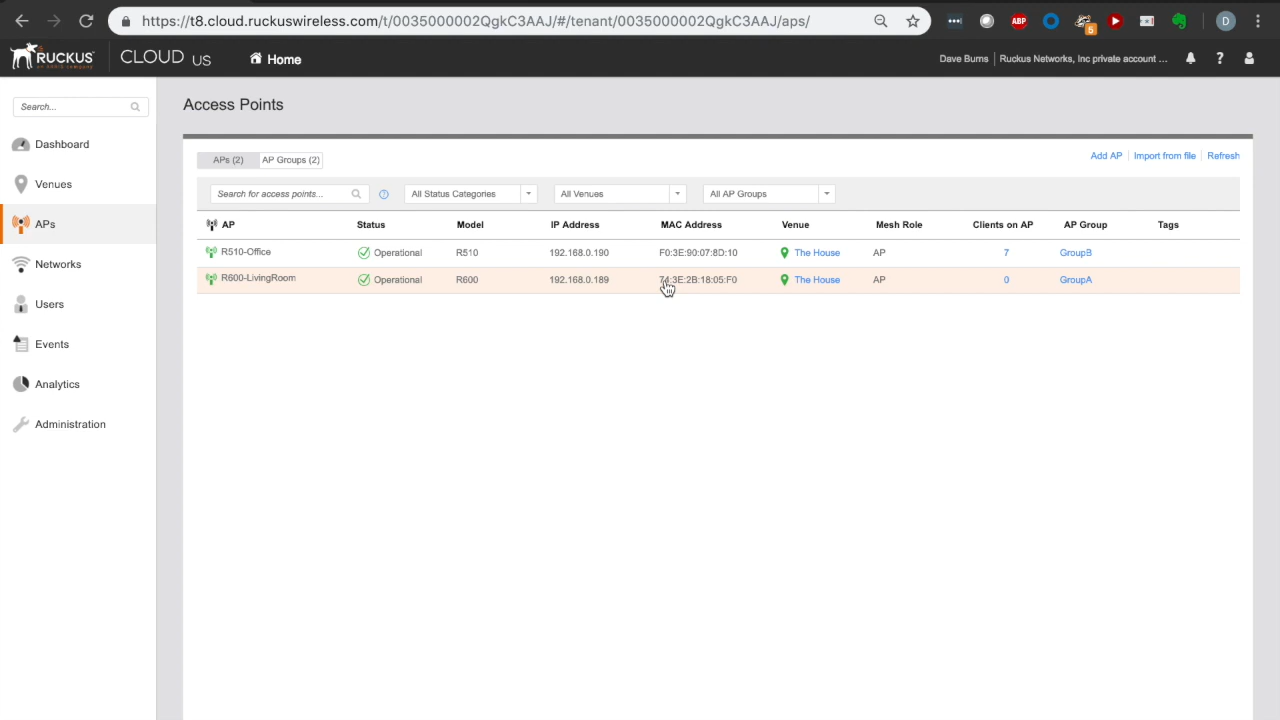 https://t8.cloud.ruckuswireless.com/t/0035000002QgkC3AAJ/#/tenant/0035000002QgkC3AAJ/aps/
ABP
5
D
RUCKUS CLOUD US Home Dave Burns Ruckus Networks, Inc private account ... ?
Search...
Dashboard
Venues
APs
Networks
Users
Events
Analytics
Administration
Access Points
APs (2) AP Groups (2) Add AP Import from file Refresh
Search for access points... ? All Status Categories All Venues All AP Groups
AP Status Model IP Address MAC Address Venue Mesh Role Clients on AP AP Group Tags
R510-Office Operational R510 192.168.0.190 F0:3E:90:07:8D:10 The House AP 7 GroupB
R600-LivingRoom Operational R600 192.168.0.189 74:3E:2B:18:05:F0 The House AP 0 GroupA